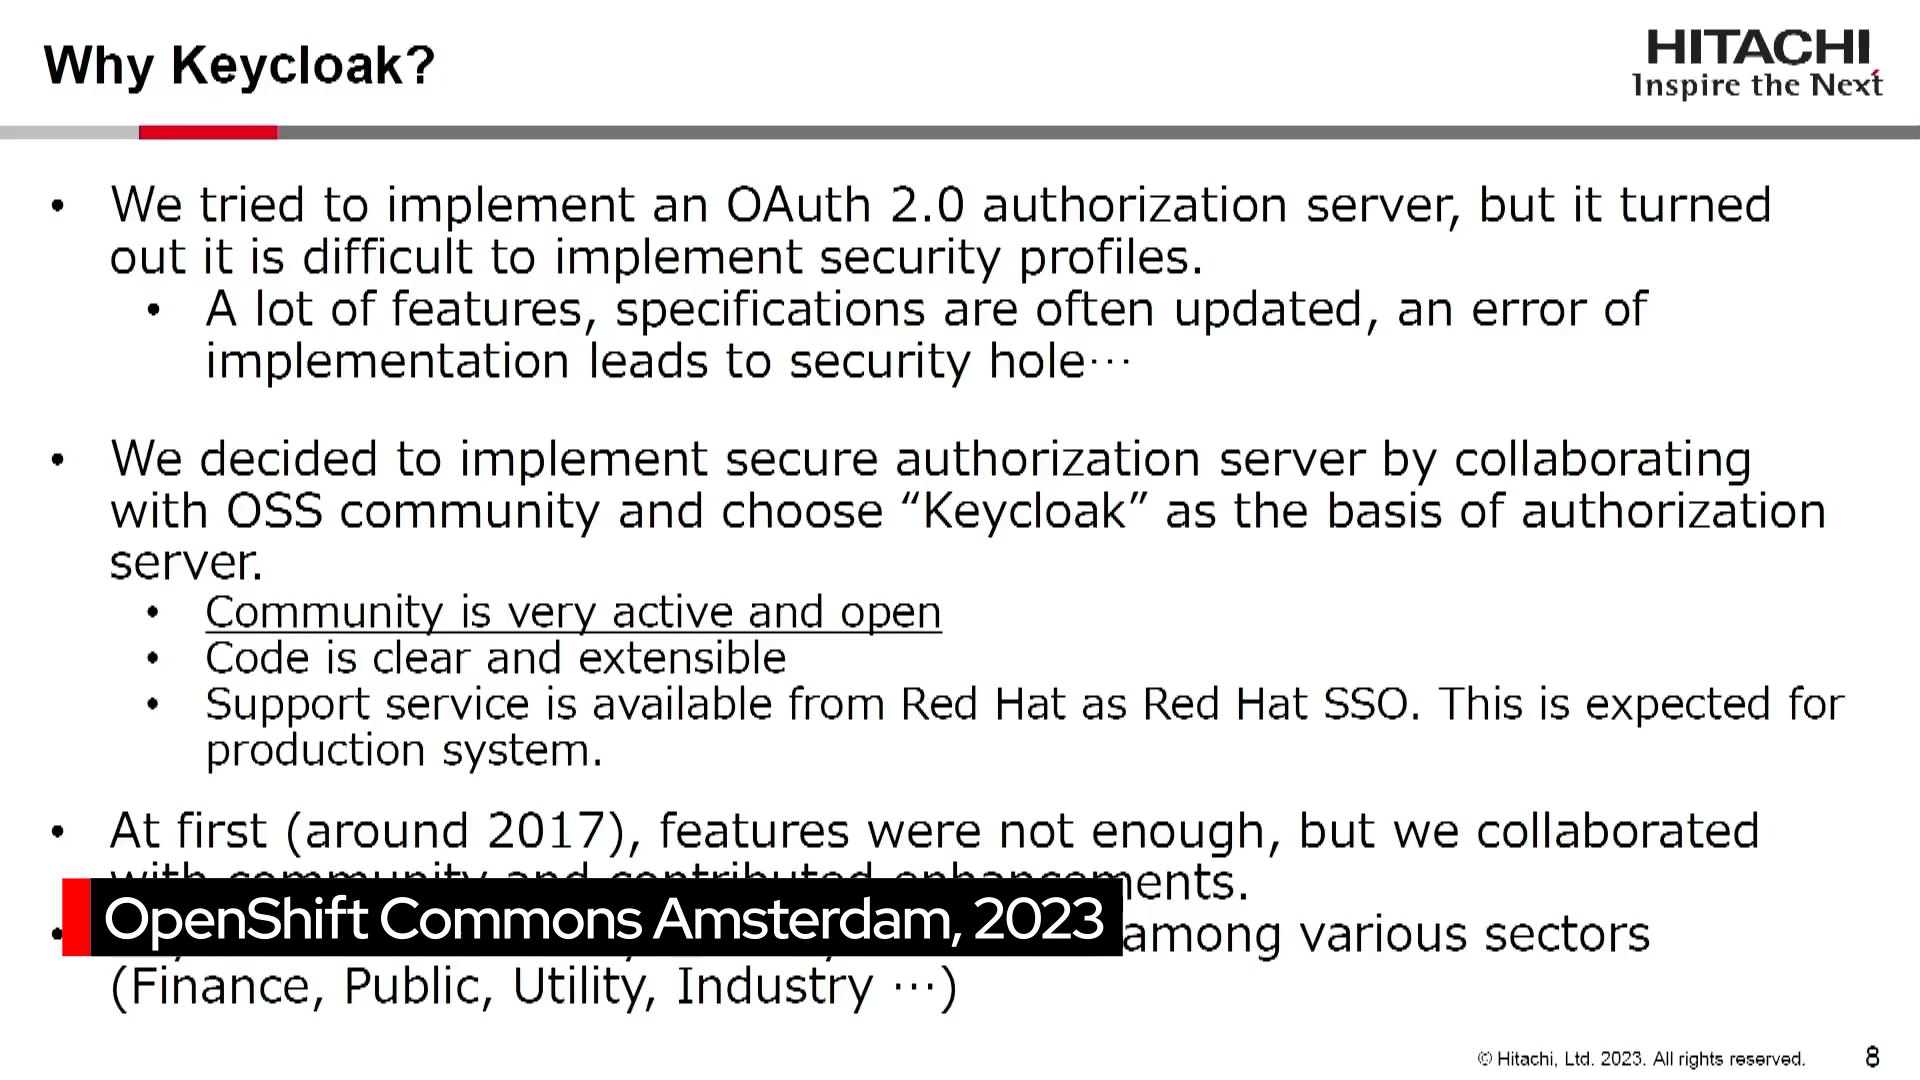 Why Keycloak?
HITACHI
Inspire the Next
• We tried to implement an OAuth 2.0 authorization server, but it turned
out it is difficult to implement security profiles.
• A lot of features, specifications are often updated, an error of
implementation leads to security hole⋯
• We decided to implement secure authorization server by collaborating
with OSS community and choose “Keycloak” as the basis of authorization
server.
• Community is very active and open
• Code is clear and extensible
• Support service is available from Red Hat as Red Hat SSO. This is expected for
production system.
• At first (around 2017), features were not enough, but we collaborated
with community and contributed enhancements.
OpenShift Commons Amsterdam, 2023
• among various sectors
(Finance, Public, Utility, Industry ⋯)
© Hitachi, Ltd. 2023. All rights reserved.
8